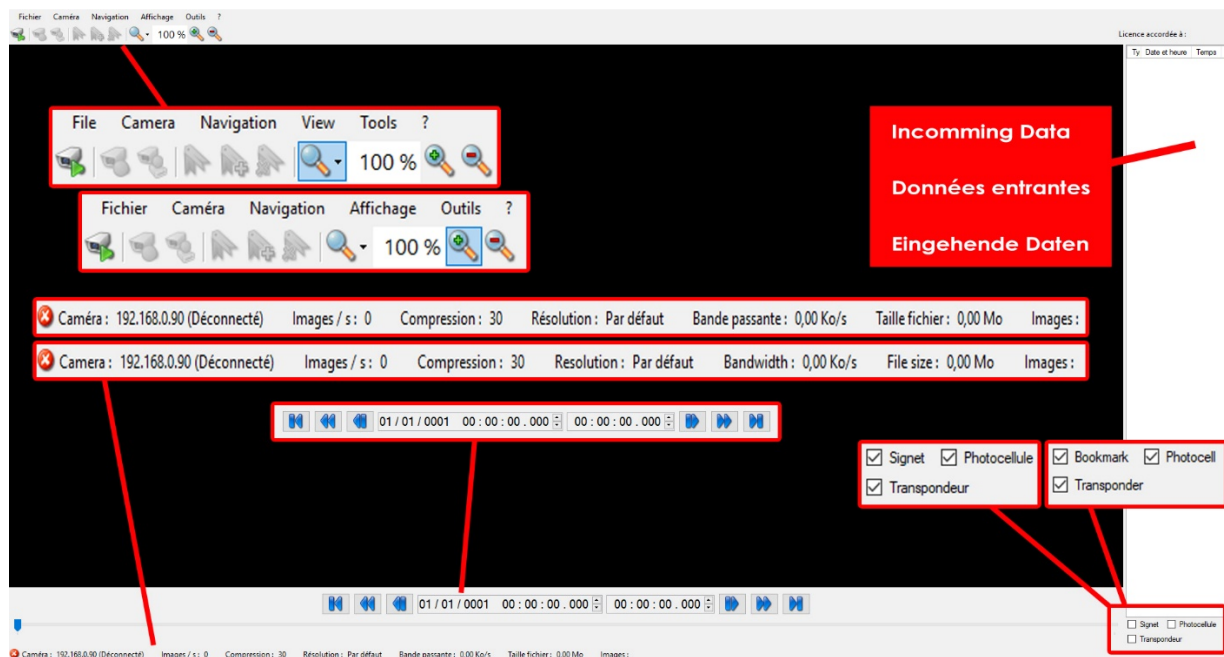 Fichier Caméra Navigation Affichage Outils ?
100 %
Licence accordée à :
Ty Date et heure Temps
File Camera Navigation View Tools ?
100 %
Fichier Caméra Navigation Affichage Outils ?
100 %
Incomming Data
Données entrantes
Eingehende Daten
Caméra : 192.168.0.90 (Déconnecté) Images / s : 0 Compression : 30 Résolution : Par défaut Bande passante : 0,00 Ko/s Taille fichier : 0,00 Mo Images :
Camera : 192.168.0.90 (Déconnecté) Images / s : 0 Compression : 30 Resolution : Par défaut Bandwidth : 0,00 Ko/s File size : 0,00 Mo Images :
01 / 01 / 0001 00 : 00 : 00 . 000 00 : 00 : 00 . 000
Signet Photocellule
Transpondeur
Bookmark Photocell
Transponder
01 / 01 / 0001 00 : 00 : 00 . 000 00 : 00 : 00 . 000
Signet Photocellule
Transpondeur
Caméra : 192.168.0.90 (Déconnecté) Images / s : 0 Compression : 30 Résolution : Par défaut Bande passante : 0,00 Ko/s Taille fichier : 0,00 Mo Images :